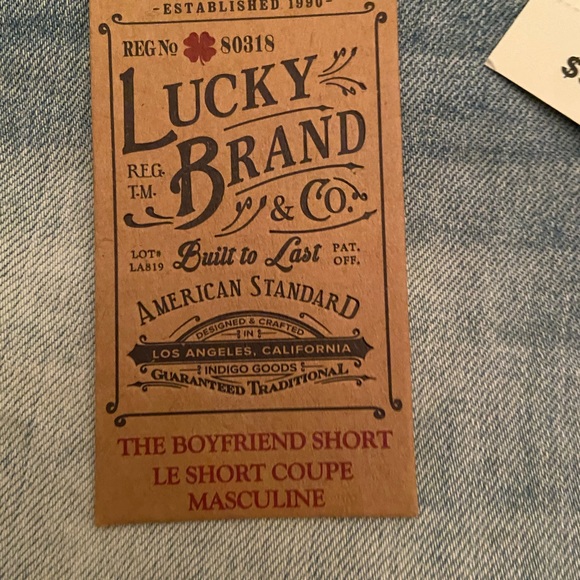 -ESTABLISHED 1990-
REG No 80318
LUCKY
BRAND
REG.
T.M.
& CO.
LOT#
LA819
Built to Last
PAT.
OFF.
AMERICAN STANDARD
DESIGNED & CRAFTED
IN
LOS ANGELES, CALIFORNIA
INDIGO GOODS
GUARANTEED TRADITIONAL
THE BOYFRIEND SHORT
LE SHORT COUPE
MASCULINE
$